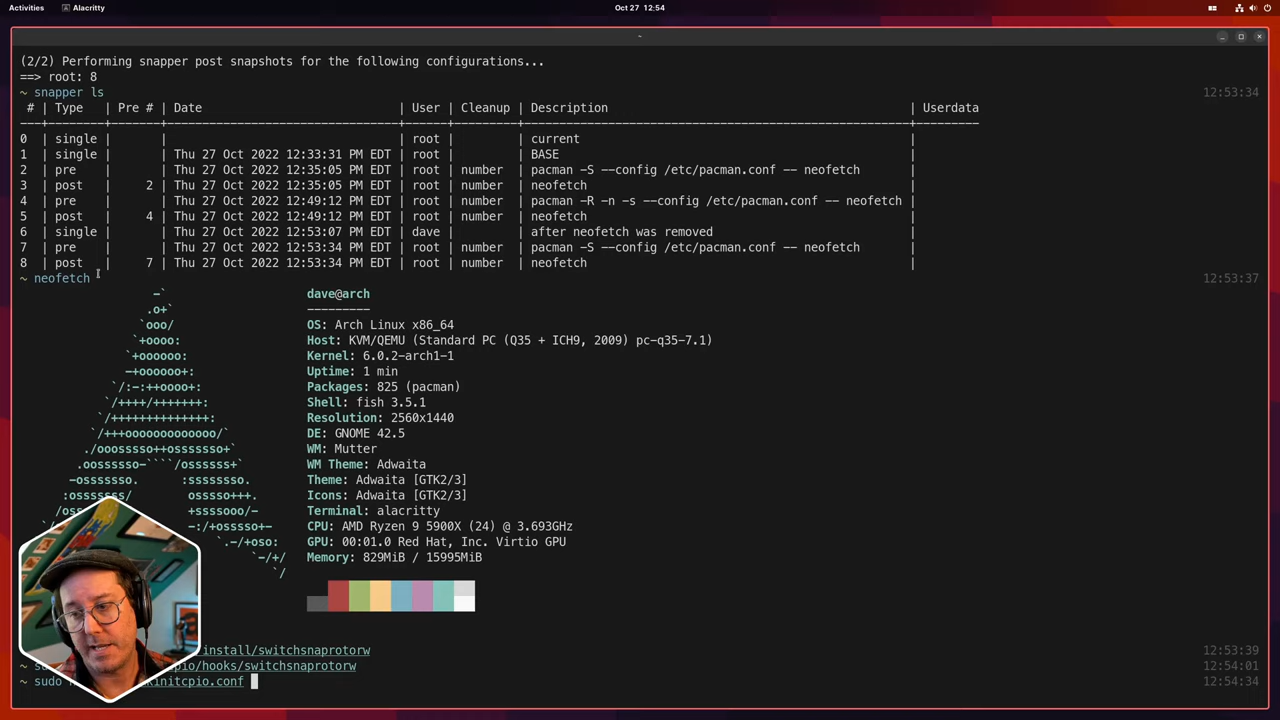 Activities Alacritty Oct 27 12:54
~
(2/2) Performing snapper post snapshots for the following configurations...
==> root: 8
~ snapper ls 12:53:34
# | Type | Pre # | Date | User | Cleanup | Description | Userdata
0 | single | | | root | | current |
1 | single | | Thu 27 Oct 2022 12:33:31 PM EDT | root | | BASE |
2 | pre | | Thu 27 Oct 2022 12:35:05 PM EDT | root | number | pacman -S --config /etc/pacman.conf -- neofetch |
3 | post | 2 | Thu 27 Oct 2022 12:35:05 PM EDT | root | number | neofetch |
4 | pre | | Thu 27 Oct 2022 12:49:12 PM EDT | root | number | pacman -R -n -s --config /etc/pacman.conf -- neofetch |
5 | post | 4 | Thu 27 Oct 2022 12:49:12 PM EDT | root | number | neofetch |
6 | single | | Thu 27 Oct 2022 12:53:07 PM EDT | dave | | after neofetch was removed |
7 | pre | | Thu 27 Oct 2022 12:53:34 PM EDT | root | number | pacman -S --config /etc/pacman.conf -- neofetch |
8 | post | 7 | Thu 27 Oct 2022 12:53:34 PM EDT | root | number | neofetch |
~ neofetch 12:53:37
dave@arch
---------
OS: Arch Linux x86_64
Host: KVM/QEMU (Standard PC (Q35 + ICH9, 2009) pc-q35-7.1)
Kernel: 6.0.2-arch1-1
Uptime: 1 min
Packages: 825 (pacman)
Shell: fish 3.5.1
Resolution: 2560x1440
DE: GNOME 42.5
WM: Mutter
WM Theme: Adwaita
Theme: Adwaita [GTK2/3]
Icons: Adwaita [GTK2/3]
Terminal: alacritty
CPU: AMD Ryzen 9 5900X (24) @ 3.693GHz
GPU: 00:01.0 Red Hat, Inc. Virtio GPU
Memory: 829MiB / 15995MiB
install/switchsnaprotorw 12:53:39
~ pio/hooks/switchsnaprotorw 12:54:01
~ sudo kinitcpio.conf 12:54:34